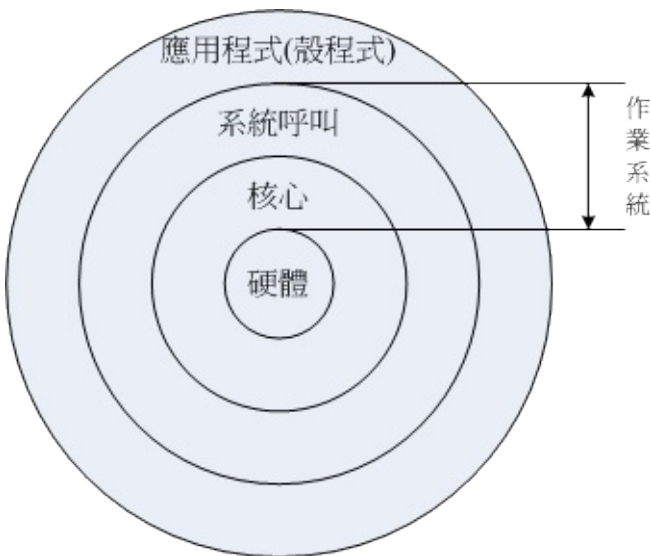 應用程式(殼程式)
系統呼叫
核心
硬體
作業系統